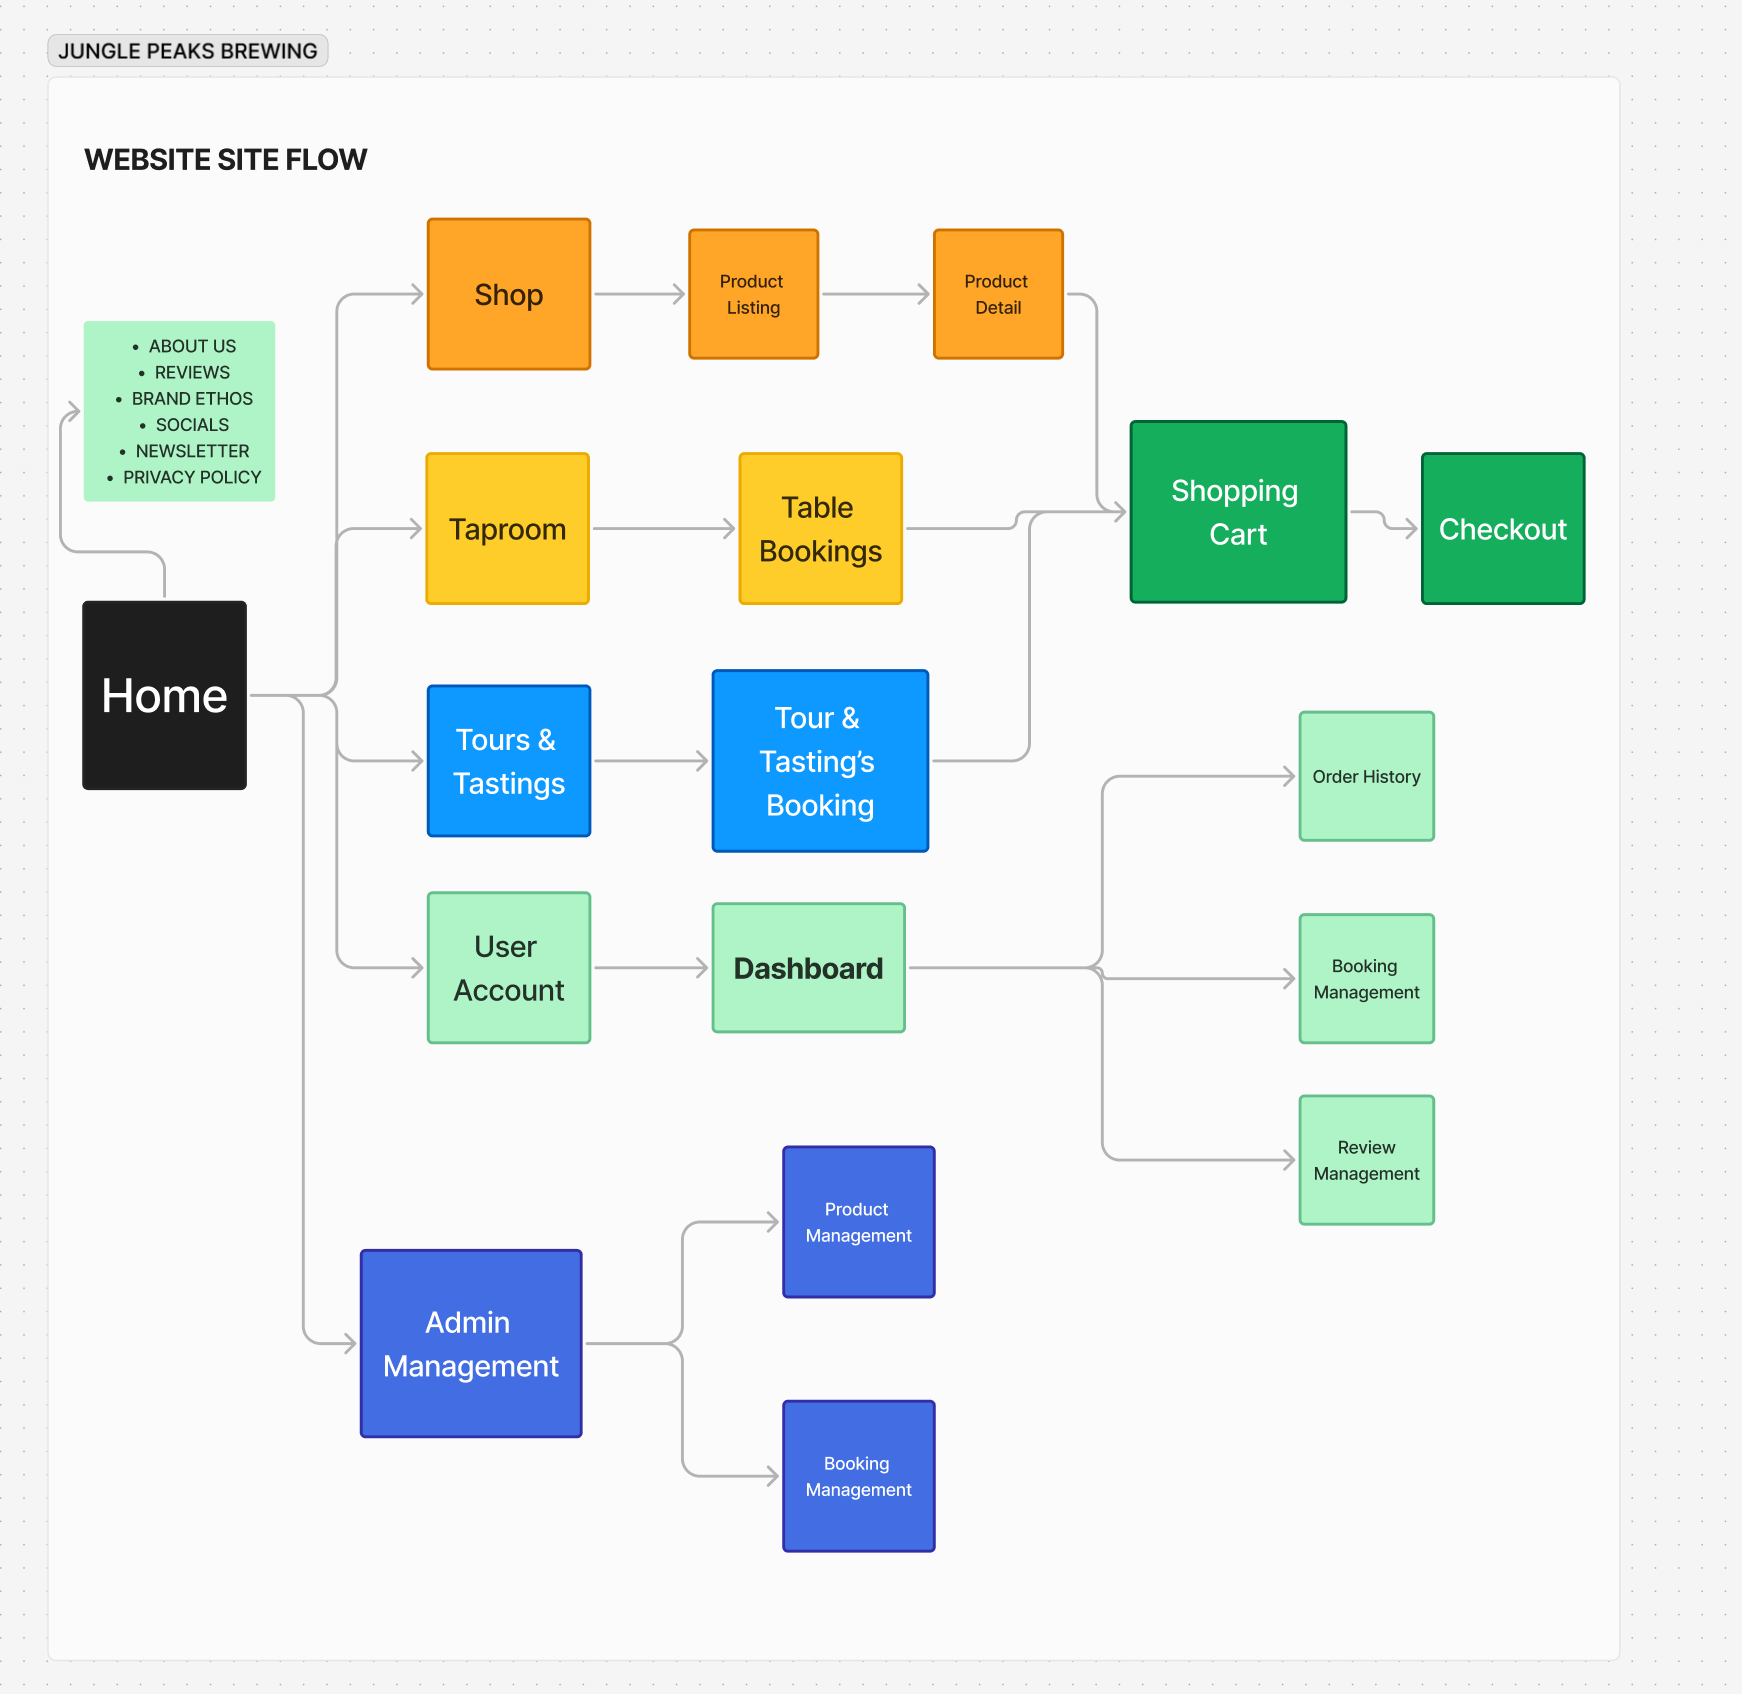 JUNGLE PEAKS BREWING
WEBSITE SITE FLOW
Shop
Product
Listing
Product
Detail
• ABOUT US
• REVIEWS
• BRAND ETHOS
• SOCIALS
• NEWSLETTER
• PRIVACY POLICY
Taproom
Table
Bookings
Shopping
Cart
Checkout
Home
Tours &
Tastings
Tour &
Tasting’s
Booking
Order History
User
Account
Dashboard
Booking
Management
Review
Management
Product
Management
Admin
Management
Booking
Management